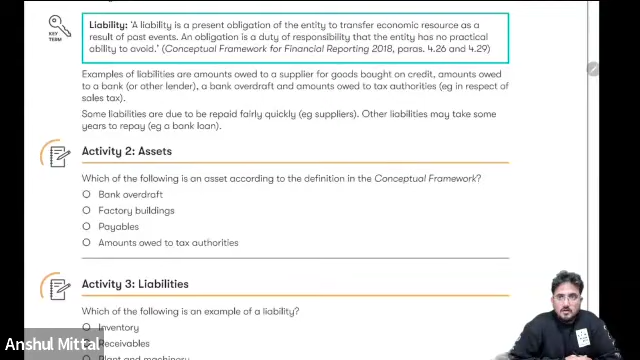 Liability: 'A liability is a present obligation of the entity to transfer economic resource as a
result of past events. An obligation is a duty of responsibility that the entity has no practical
ability to avoid.' (Conceptual Framework for Financial Reporting 2018, paras. 4.26 and 4.29)
KEY
TERM
Examples of liabilities are amounts owed to a supplier for goods bought on credit, amounts owed
to a bank (or other lender), a bank overdraft and amounts owed to tax authorities (eg in respect of
sales tax).
Some liabilities are due to be repaid fairly quickly (eg suppliers). Other liabilities may take some
years to repay (eg a bank loan).
Activity 2: Assets
Which of the following is an asset according to the definition in the Conceptual Framework?
Bank overdraft
Factory buildings
Payables
Amounts owed to tax authorities
Activity 3: Liabilities
Which of the following is an example of a liability?
Inventory
Receivables
Plant and machinery
Anshul Mittal